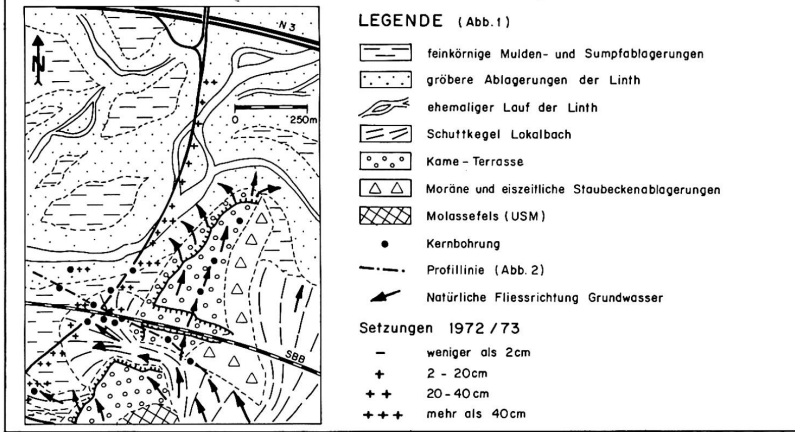 N 3
N
0 250m
SBB
LEGENDE (Abb.1)
feinkörnige Mulden- und Sumpfablagerungen
gröbere Ablagerungen der Linth
ehemaliger Lauf der Linth
Schuttkegel Lokalbach
Kame-Terrasse
Moräne und eiszeitliche Staubeckenablagerungen
Molassefels (USM)
Kernbohrung
Profillinie (Abb. 2)
Natürliche Fliessrichtung Grundwasser
Setzungen 1972/73
– weniger als 2cm
+ 2 - 20cm
++ 20-40cm
+++ mehr als 40cm